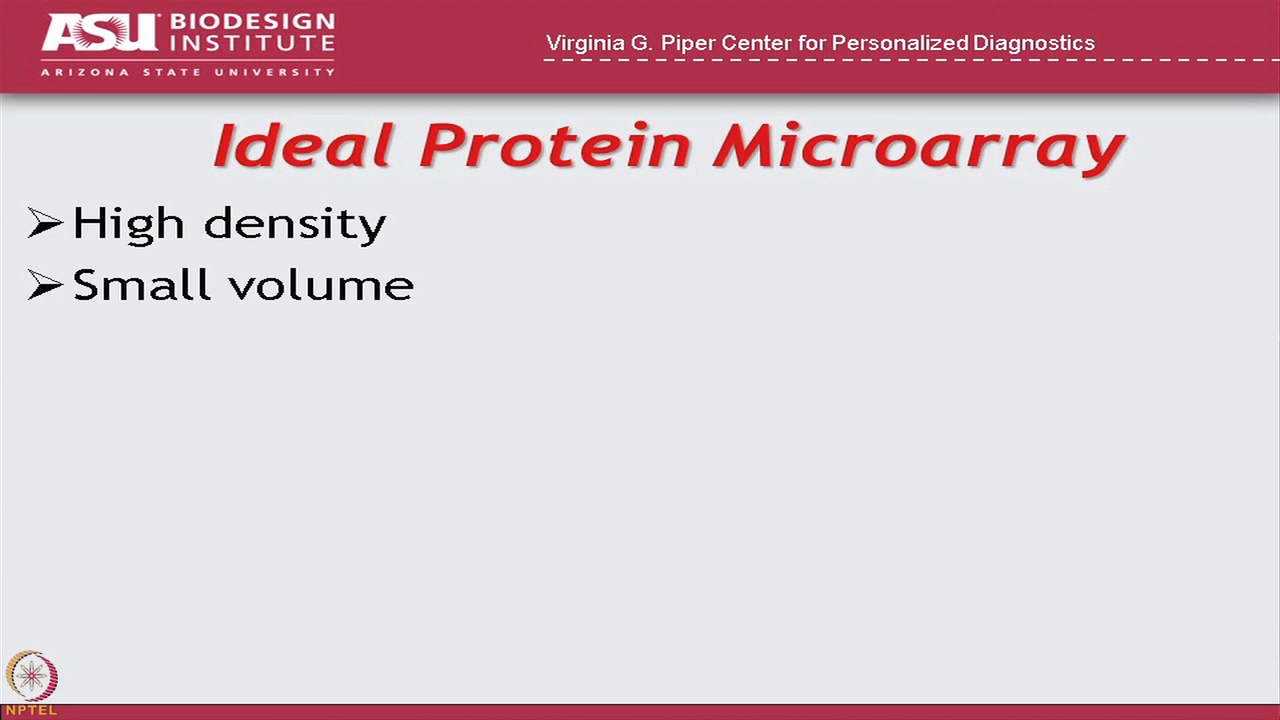 ASU BIODESIGN
INSTITUTE
ARIZONA STATE UNIVERSITY
Virginia G. Piper Center for Personalized Diagnostics
Ideal Protein Microarray
High density
Small volume
NPTEL